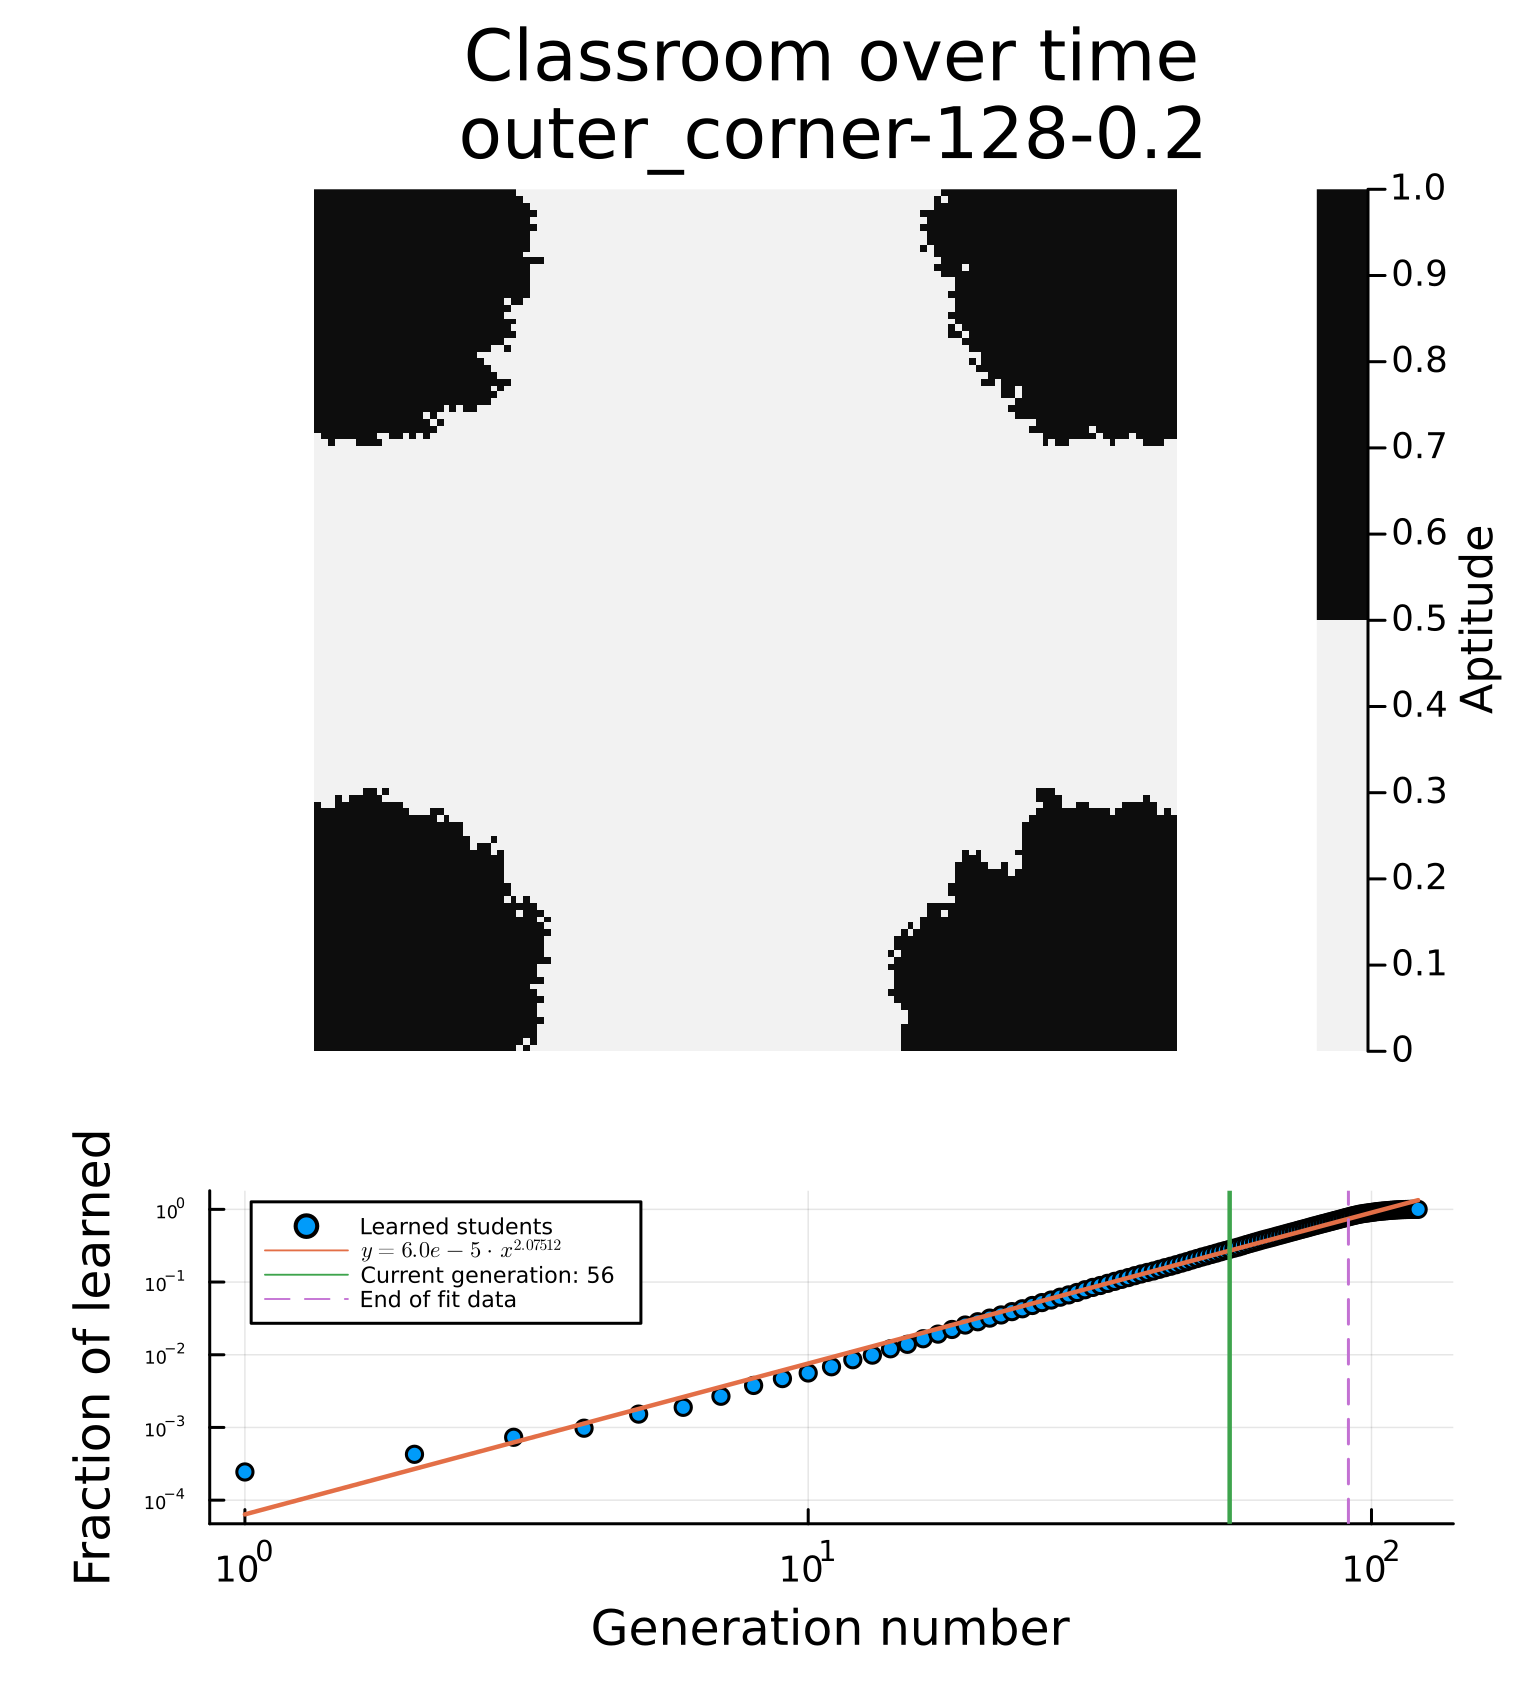 Classroom over time
outer_corner-128-0.2
1.0
0.9
0.8
0.7
0.6
0.5
0.4
0.3
0.2
0.1
0
Aptitude
Fraction of learned
10^0
10^-1
10^-2
10^-3
10^-4
Learned students
y = 6.0e − 5 · x^2.07512
Current generation: 56
End of fit data
10^0
10^1
10^2
Generation number